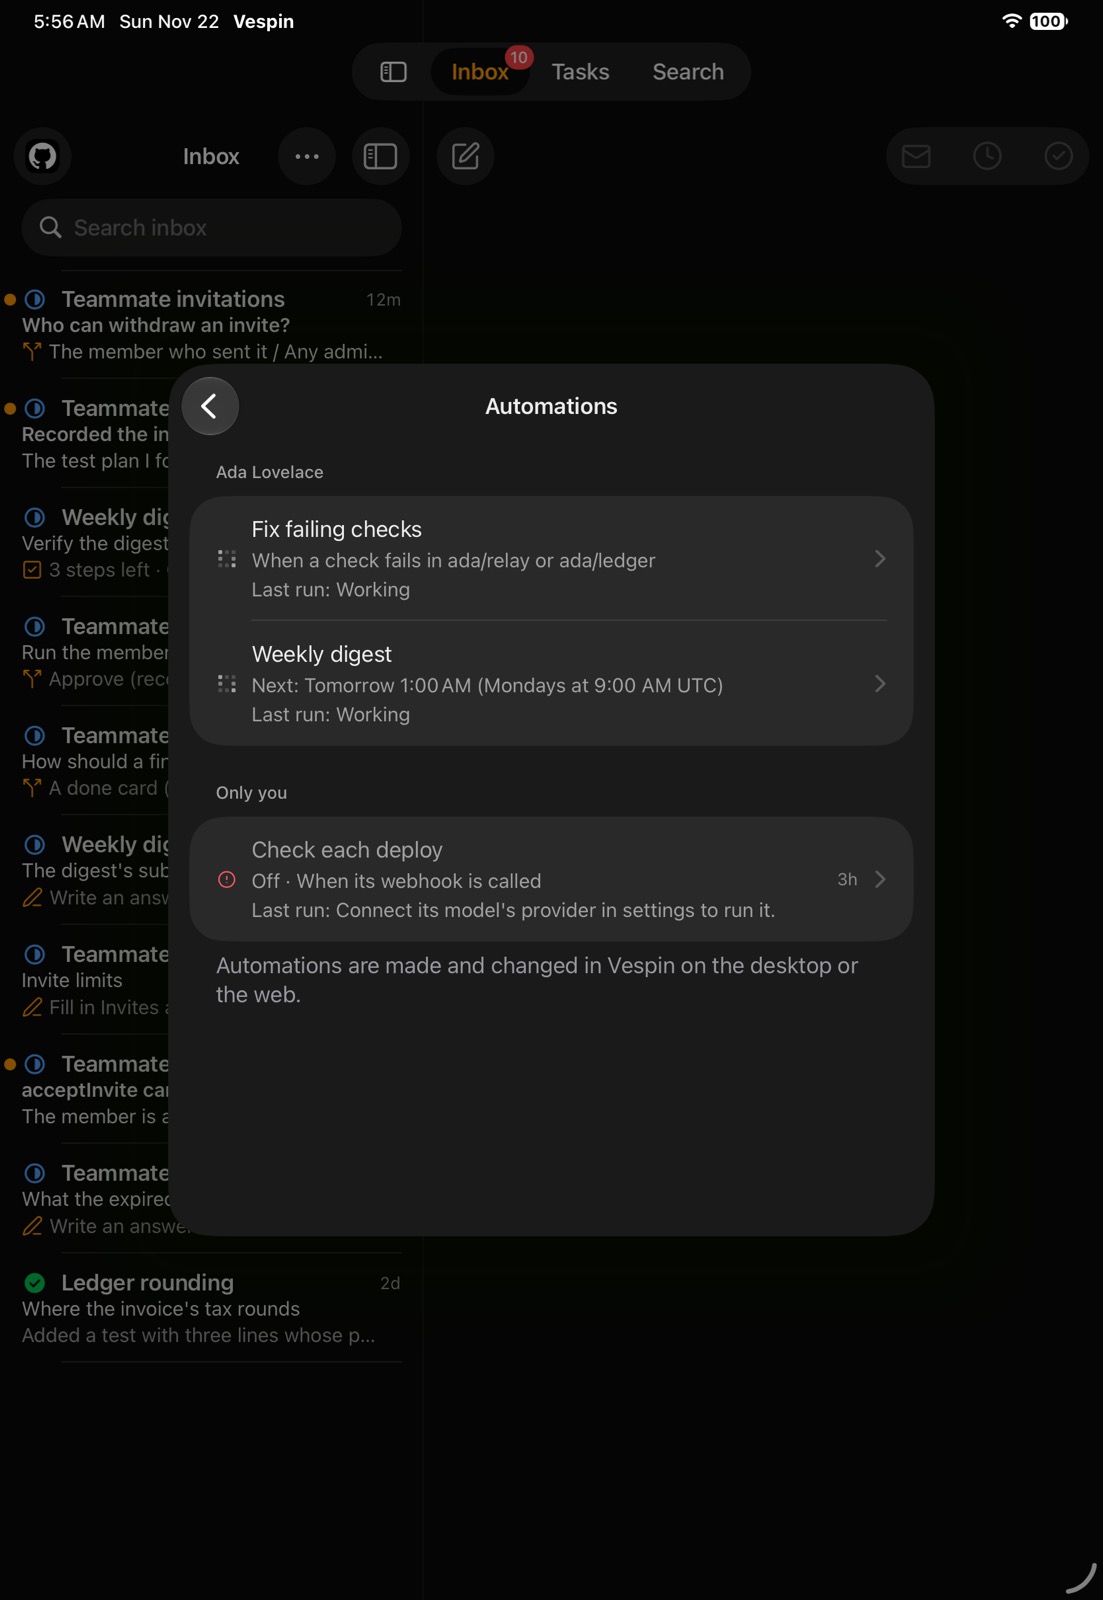 5:56 AM Sun Nov 22 Vespin
100
Inbox
10
Tasks
Search
Inbox
Search inbox
Teammate invitations 12m
Who can withdraw an invite?
The member who sent it / Any admi...
Teammate
Recorded the in
The test plan I fo
Weekly dig
Verify the digest
3 steps left ·
Teammate
Run the member
Approve (rec
Teammate
How should a fir
A done card (
Weekly dig
The digest's sub
Write an answ
Teammate
Invite limits
Fill in Invites a
Teammate
acceptInvite ca
The member is a
Teammate
What the expired
Write an answe
Ledger rounding 2d
Where the invoice's tax rounds
Added a test with three lines whose p...
Automations
Ada Lovelace
Fix failing checks
When a check fails in ada/relay or ada/ledger
Last run: Working
Weekly digest
Next: Tomorrow 1:00 AM (Mondays at 9:00 AM UTC)
Last run: Working
Only you
Check each deploy
Off · When its webhook is called 3h
Last run: Connect its model's provider in settings to run it.
Automations are made and changed in Vespin on the desktop or
the web.